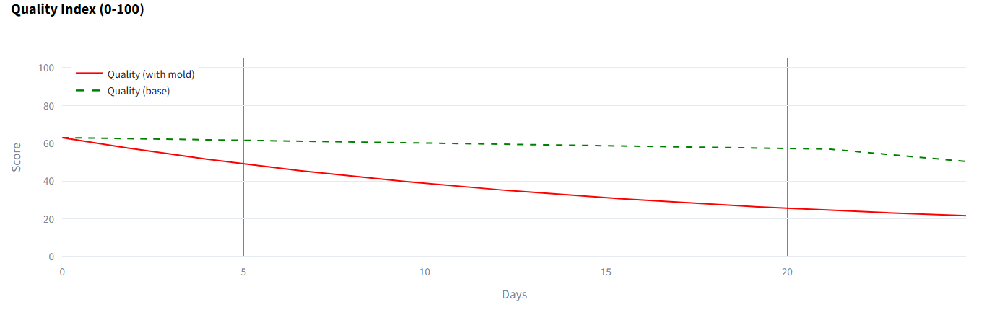 Quality Index (0-100)
Quality (with mold)
Quality (base)
100
80
60
40
20
0
Score
0 5 10 15 20
Days